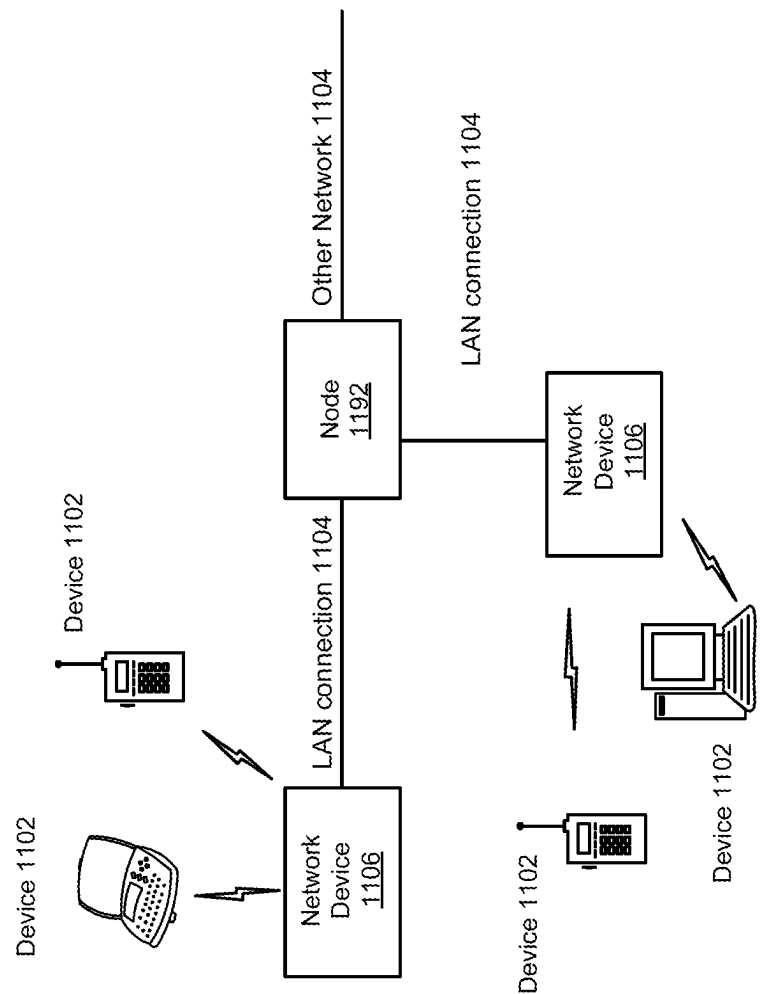 Device 1102
Device 1102
Network
Device
1106
LAN connection 1104
Node
1192
Other Network 1104
Device 1102
Device 1102
Network
Device
1106
LAN connection 1104